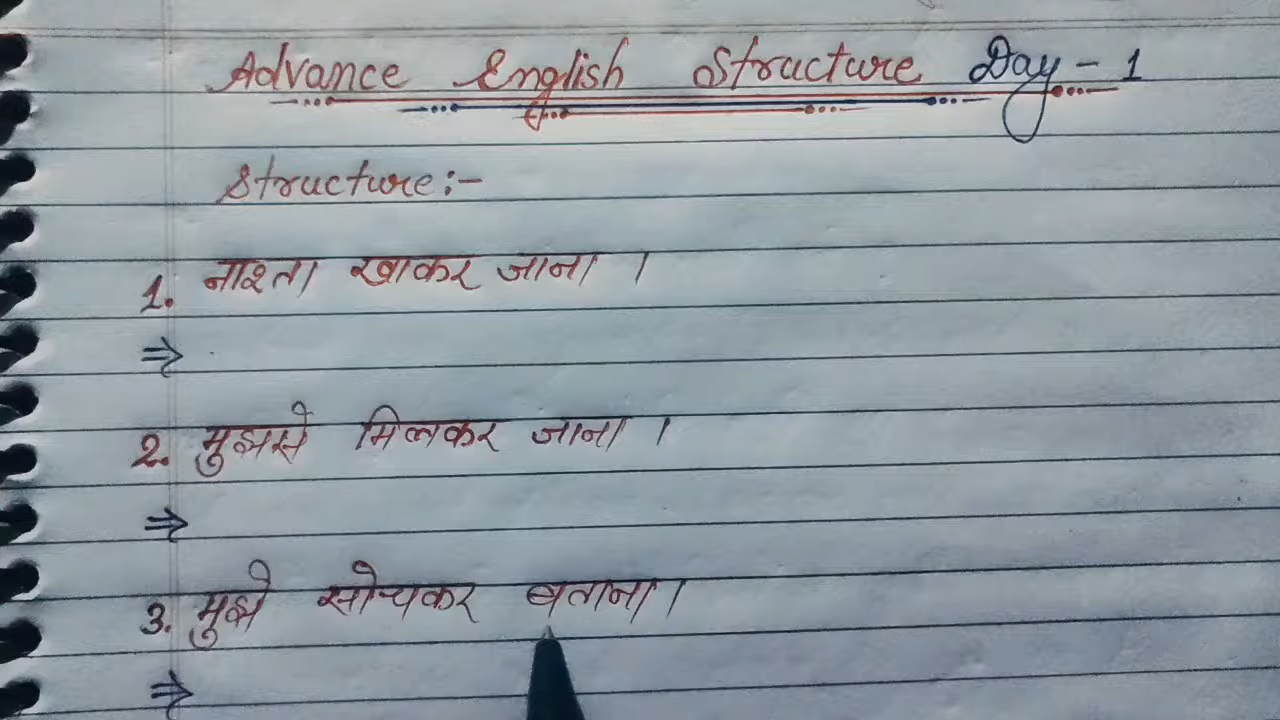 Advance English Structure Day - 1
Structure:-
1. नाश्ता खाकर जाना ।
⇒
2. मुझसे मिलकर जाना ।
⇒
3. मुझे सोचकर बताना ।
⇒